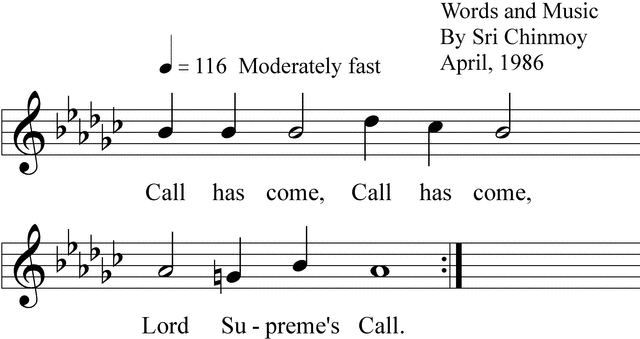 Words and Music
By Sri Chinmoy
April, 1986
= 116 Moderately fast
Call has come, Call has come,
Lord Su - preme's Call.